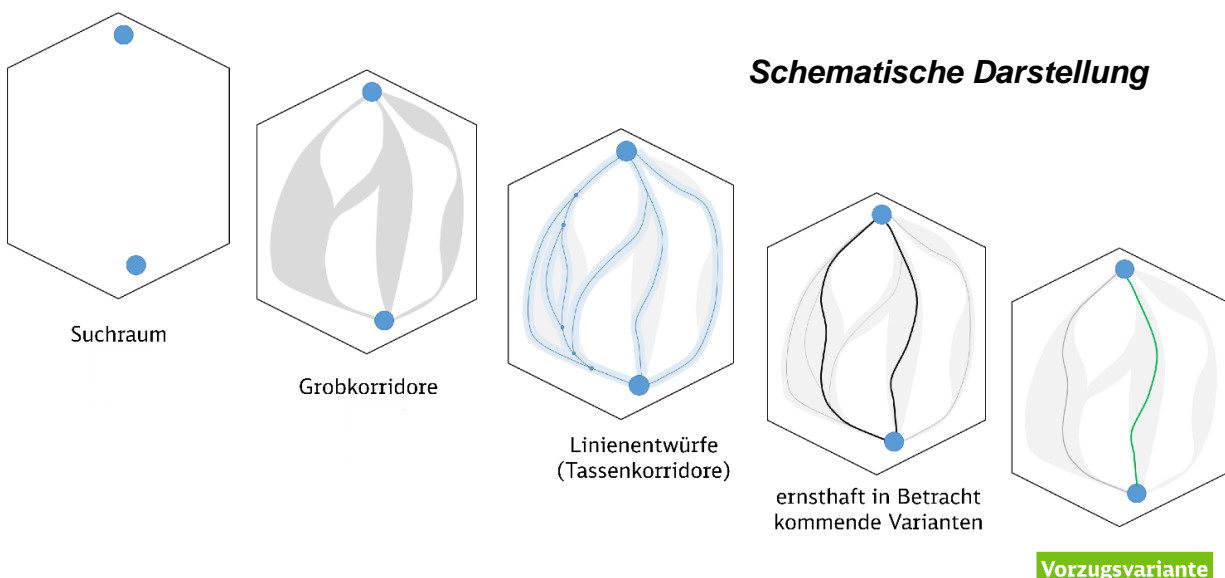 Schematische Darstellung
Suchraum
Grobkorridore
Linienentwürfe
(Tassenkorridore)
ernsthaft in Betracht
kommende Varianten
Vorzugsvariante